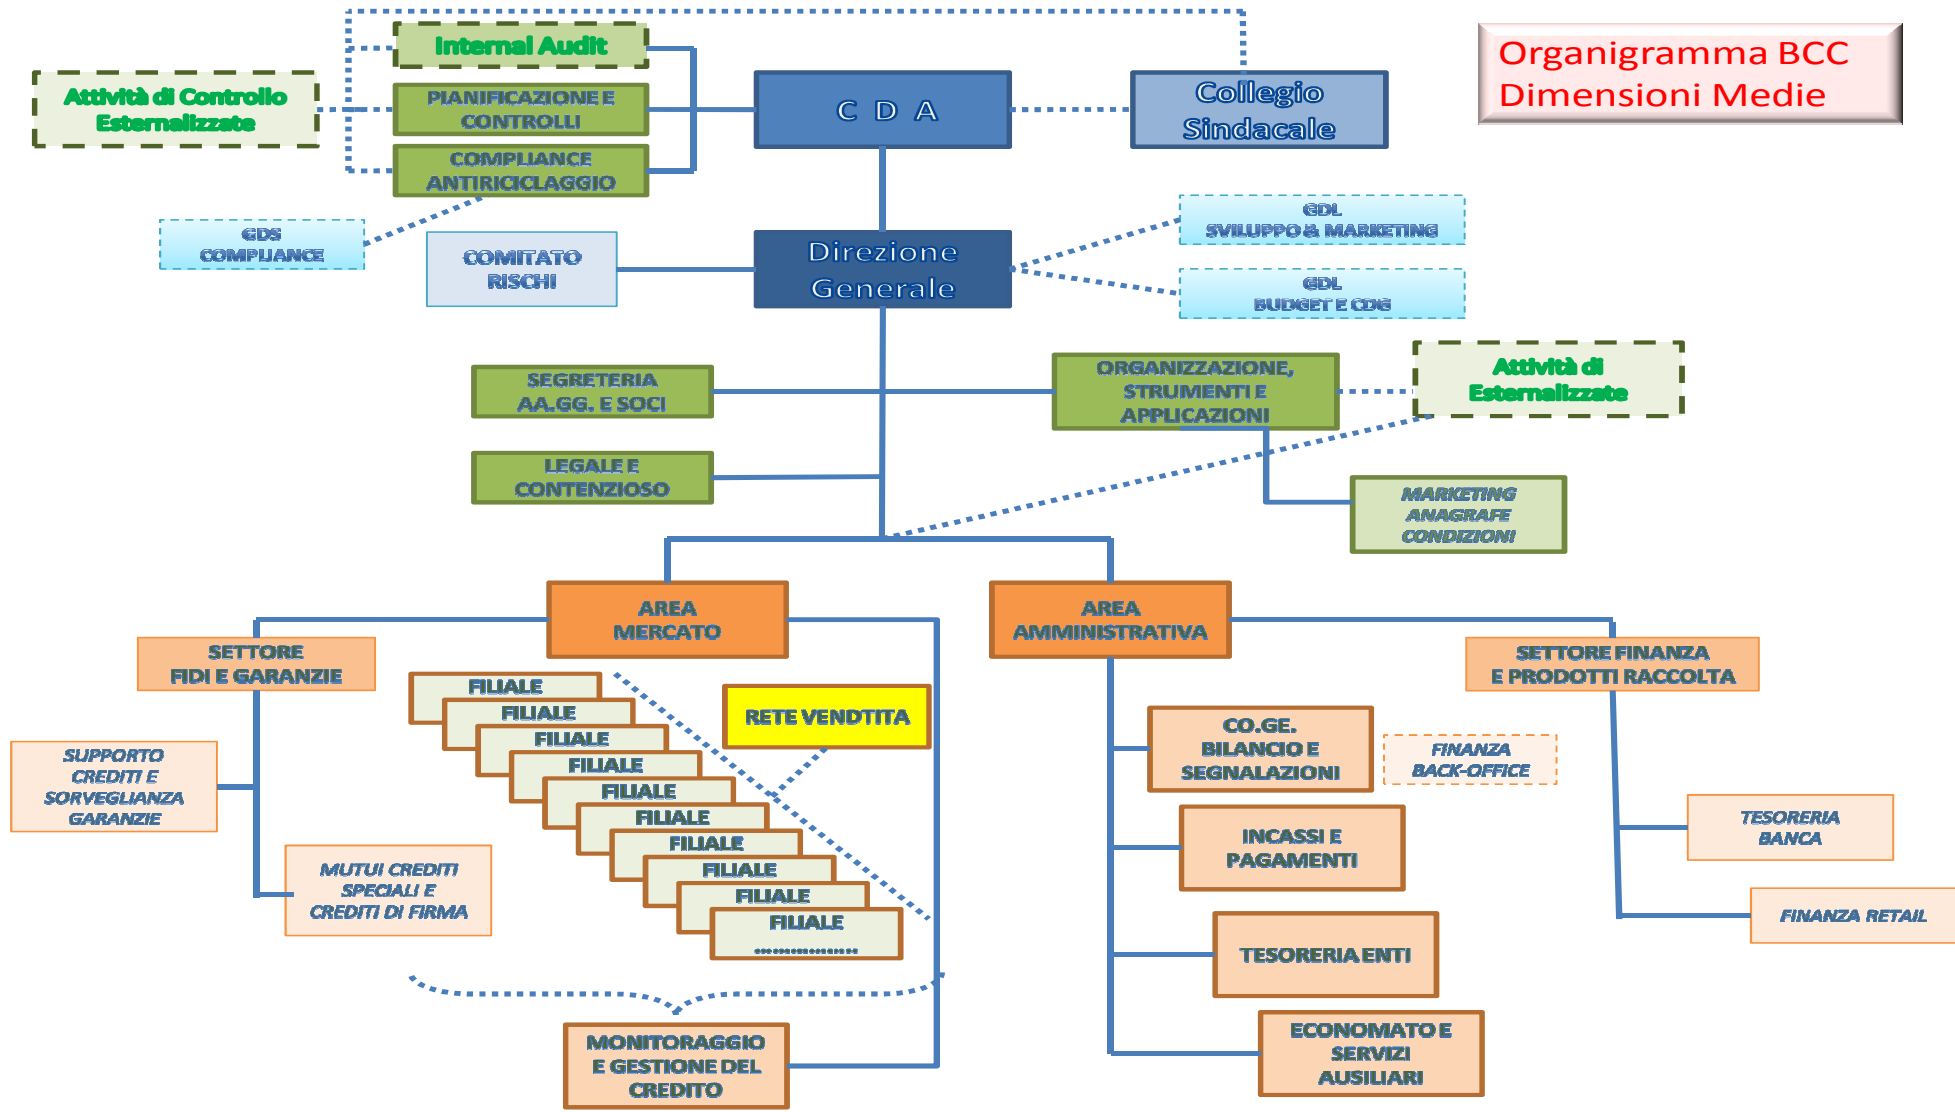 Organigramma BCC
Dimensioni Medie
Internal Audit
Attività di Controllo
Esternalizzate
PIANIFICAZIONE E
CONTROLLI
C D A
Collegio
Sindacale
COMPLIANCE
ANTIRICICLAGGIO
GDS
COMPLIANCE
COMITATO
RISCHI
Direzione
Generale
GDL
SVILUPPO & MARKETING
GDL
BUDGET E CDG
SEGRETERIA
AA.GG. E SOCI
ORGANIZZAZIONE,
STRUMENTI E
APPLICAZIONI
Attività di
Esternalizzate
LEGALE E
CONTENZIOSO
MARKETING
ANAGRAFE
CONDIZIONI
AREA
MERCATO
AREA
AMMINISTRATIVA
SETTORE
FIDI E GARANZIE
SETTORE FINANZA
E PRODOTTI RACCOLTA
FILIALE
FILIALE
FILIALE
FILIALE
FILIALE
FILIALE
FILIALE
FILIALE
FILIALE
FILIALE
.................
RETE VENDTITA
SUPPORTO
CREDITI E
SORVEGLIANZA
GARANZIE
MUTUI CREDITI
SPECIALI E
CREDITI DI FIRMA
CO.GE.
BILANCIO E
SEGNALAZIONI
FINANZA
BACK-OFFICE
INCASSI E
PAGAMENTI
TESORERIA
BANCA
FINANZA RETAIL
TESORERIA ENTI
MONITORAGGIO
E GESTIONE DEL
CREDITO
ECONOMATO E
SERVIZI
AUSILIARI